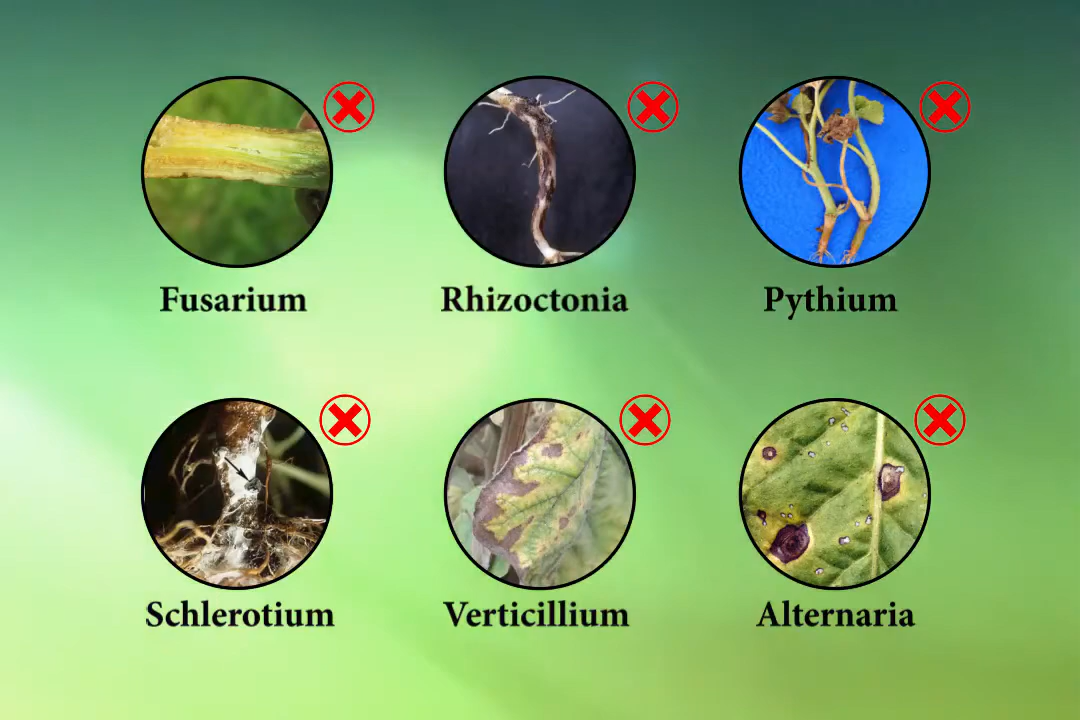 Fusarium
Rhizoctonia
Pythium
Schlerotium
Verticillium
Alternaria